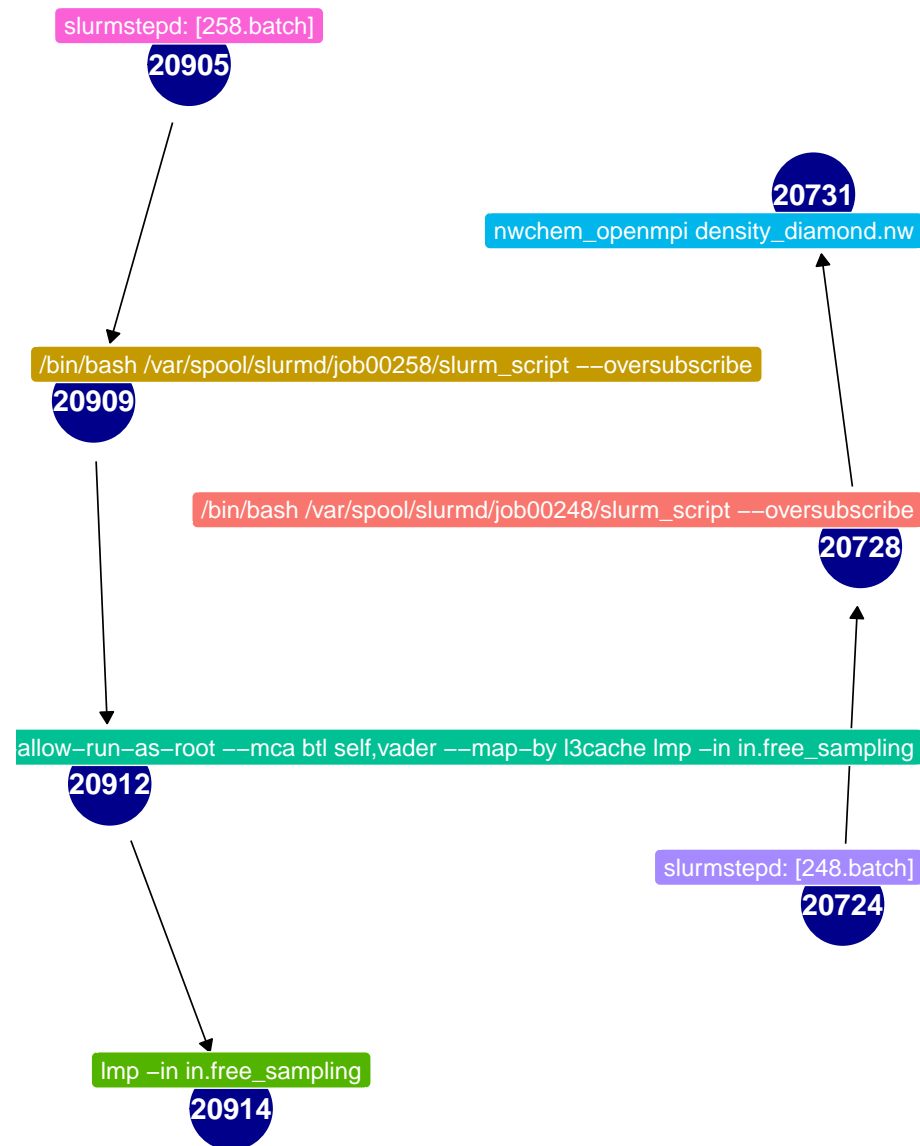 slurmstepd: [258.batch]
20905
20731
nwchem_openmpi density_diamond.nw
/bin/bash /var/spool/slurmd/job00258/slurm_script −−oversubscribe
20909
/bin/bash /var/spool/slurmd/job00248/slurm_script −−oversubscribe
20728
allow−run−as−root −−mca btl self,vader −−map−by l3cache lmp −in in.free_sampling
20912
slurmstepd: [248.batch]
20724
lmp −in in.free_sampling
20914